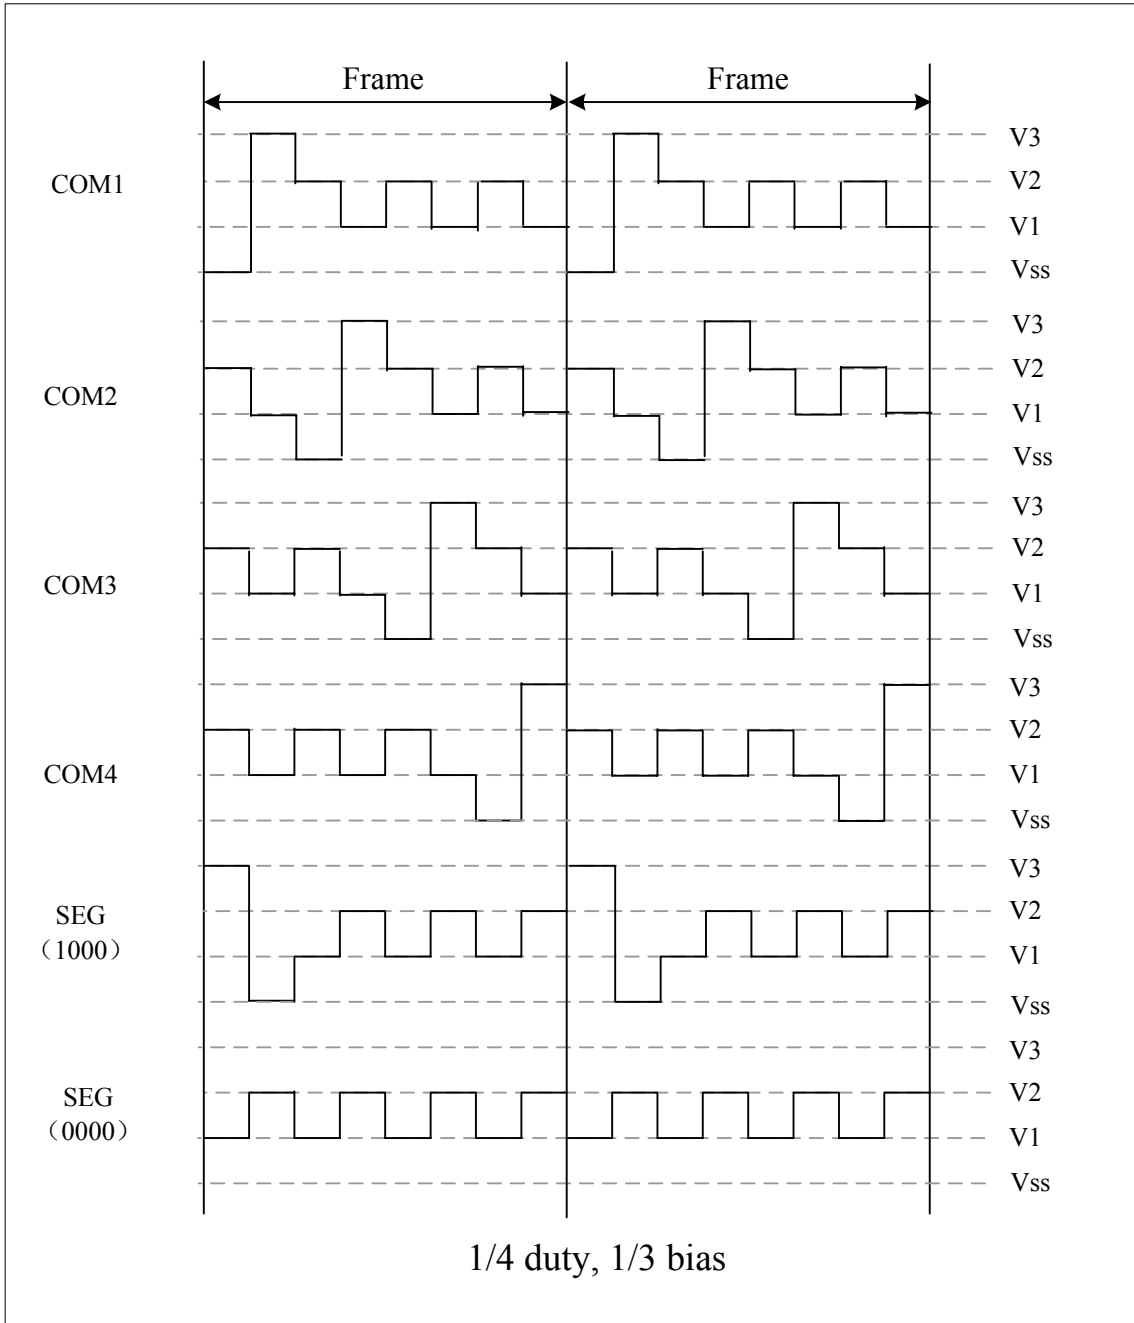 Frame Frame
V3
COM1
V2
V1
Vss
V3
V2
COM2
V1
Vss
V3
V2
COM3
V1
Vss
V3
V2
COM4
V1
Vss
V3
SEG
V2
（1000）
V1
Vss
V3
SEG
V2
（0000）
V1
Vss
1/4 duty, 1/3 bias